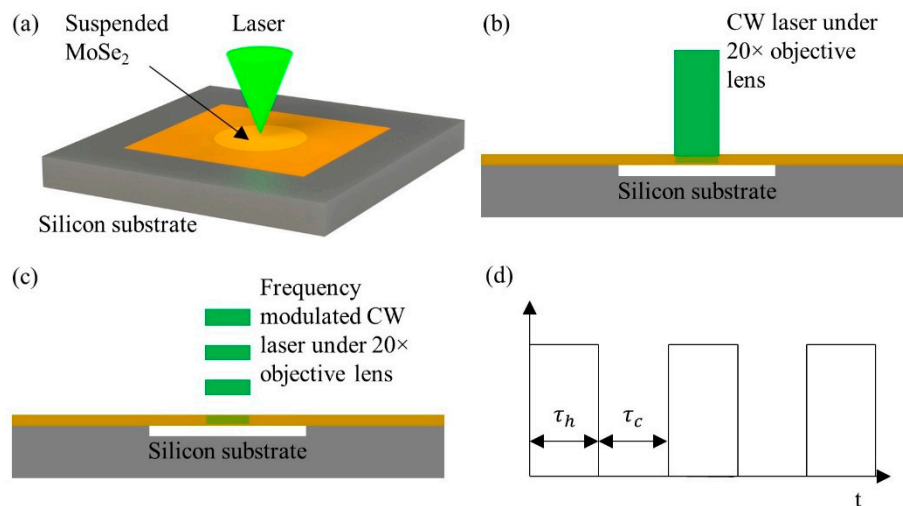 (a)
Suspended
MoSe₂
Laser
Silicon substrate
(b)
CW laser under
20× objective
lens
Silicon substrate
(c)
Frequency
modulated CW
laser under 20×
objective lens
Silicon substrate
(d)
τₕ
τ_c
t